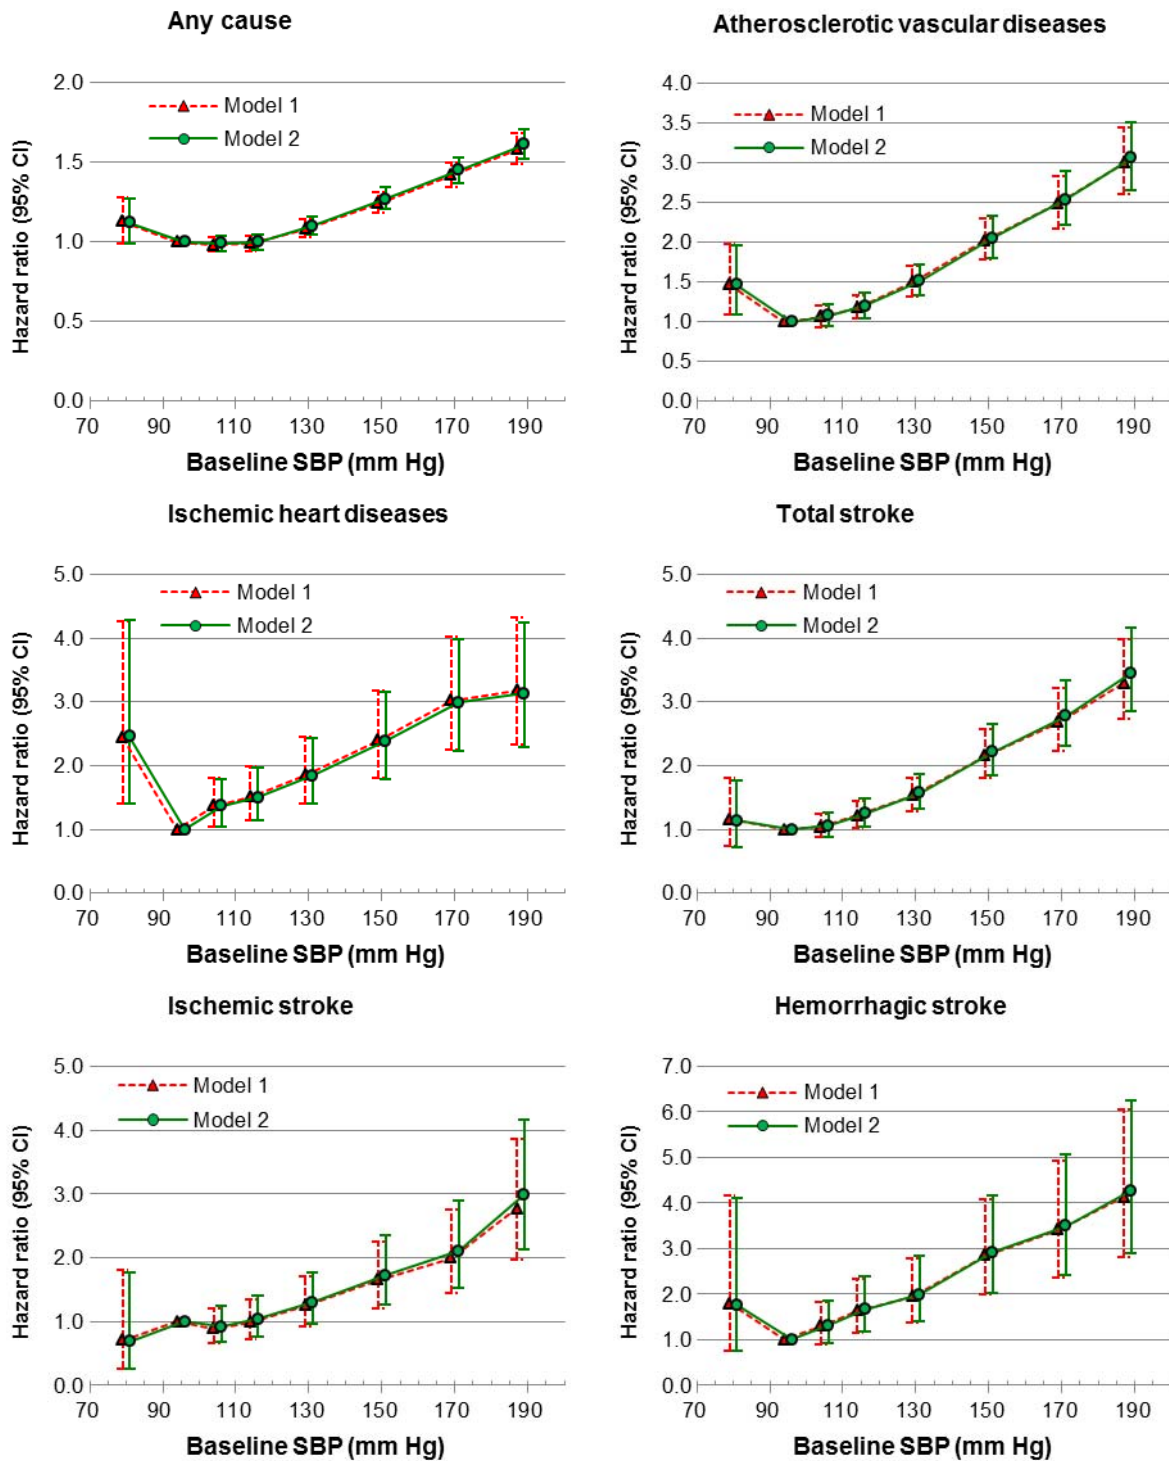 Any cause
Hazard ratio (95% CI)
2.0
1.5
1.0
0.5
0.0
Model 1
Model 2
70 90 110 130 150 170 190
Baseline SBP (mm Hg)
Atherosclerotic vascular diseases
Hazard ratio (95% CI)
4.0
3.5
3.0
2.5
2.0
1.5
1.0
0.5
0.0
Model 1
Model 2
70 90 110 130 150 170 190
Baseline SBP (mm Hg)
Ischemic heart diseases
Hazard ratio (95% CI)
5.0
4.0
3.0
2.0
1.0
0.0
Model 1
Model 2
70 90 110 130 150 170 190
Baseline SBP (mm Hg)
Total stroke
Hazard ratio (95% CI)
5.0
4.0
3.0
2.0
1.0
0.0
Model 1
Model 2
70 90 110 130 150 170 190
Baseline SBP (mm Hg)
Ischemic stroke
Hazard ratio (95% CI)
5.0
4.0
3.0
2.0
1.0
0.0
Model 1
Model 2
70 90 110 130 150 170 190
Baseline SBP (mm Hg)
Hemorrhagic stroke
Hazard ratio (95% CI)
7.0
6.0
5.0
4.0
3.0
2.0
1.0
0.0
Model 1
Model 2
70 90 110 130 150 170 190
Baseline SBP (mm Hg)